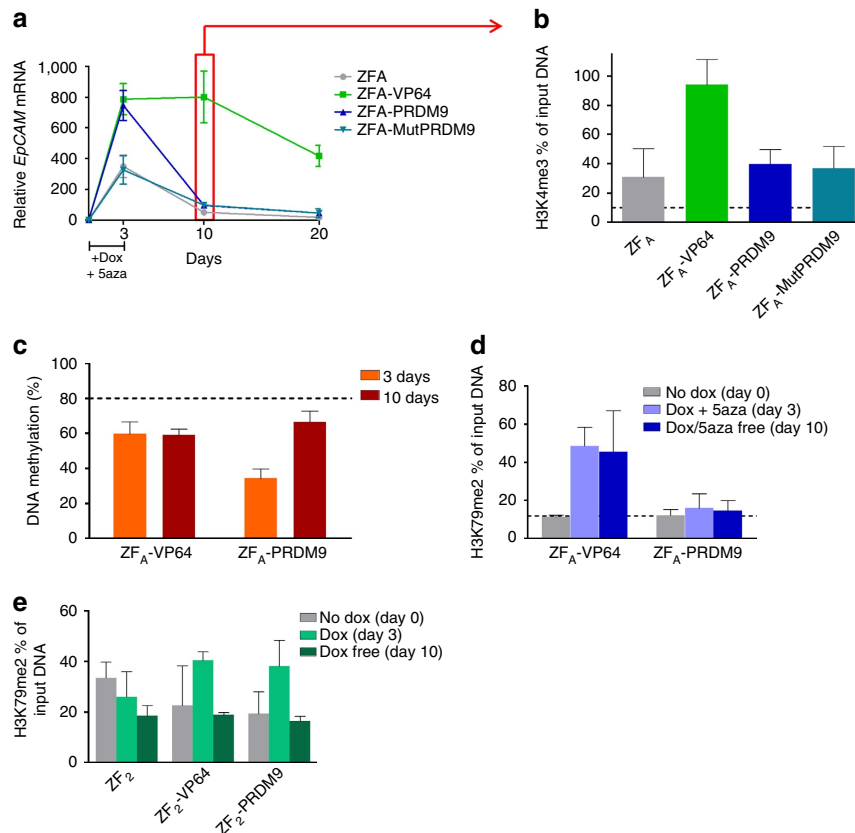 a
Relative EpCAM mRNA
1,000
800
600
400
200
0
3
10
20
Days
+Dox
+ 5aza
ZFA
ZFA-VP64
ZFA-PRDM9
ZFA-MutPRDM9
b
H3K4me3 % of input DNA
100
80
60
40
20
0
ZFA
ZFA-VP64
ZFA-PRDM9
ZFA-MutPRDM9
c
DNA methylation (%)
100
80
60
40
20
0
3 days
10 days
ZFA-VP64
ZFA-PRDM9
d
H3K79me2 % of input DNA
80
60
40
20
0
No dox (day 0)
Dox + 5aza (day 3)
Dox/5aza free (day 10)
ZFA-VP64
ZFA-PRDM9
e
H3K79me2 % of
input DNA
60
40
20
0
No dox (day 0)
Dox (day 3)
Dox free (day 10)
ZF2
ZF2-VP64
ZF2-PRDM9